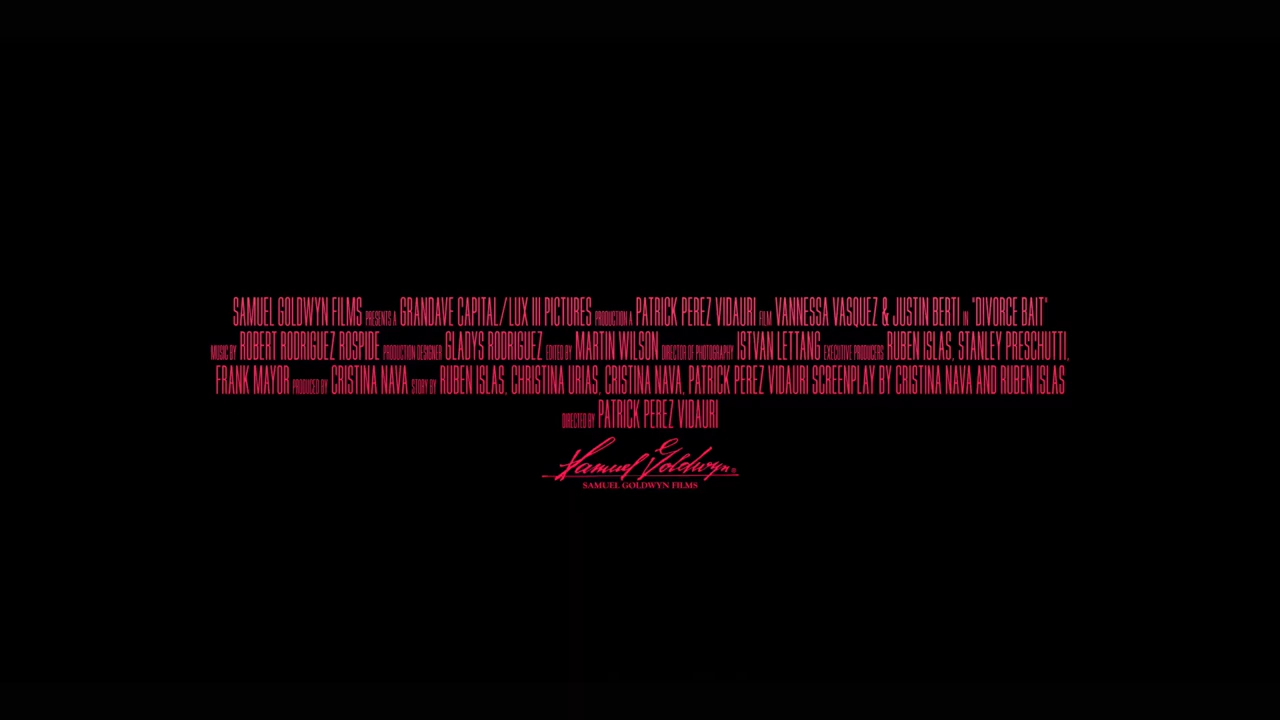 SAMUEL GOLDWYN FILMS PRESENTS A GRANDAVE CAPITAL/LUX III PICTURES PRODUCTION A PATRICK PEREZ VIDAURI FILM VANNESSA VASQUEZ & JUSTIN BERTI IN "DIVORCE BAIT"
MUSIC BY ROBERT RODRIGUEZ ROSPIDE PRODUCTION DESIGNER GLADYS RODRIGUEZ EDITED BY MARTIN WILSON DIRECTOR OF PHOTOGRAPHY ISTVAN LETTANG EXECUTIVE PRODUCERS RUBEN ISLAS, STANLEY PRESCHUTTI,
FRANK MAYOR PRODUCED BY CRISTINA NAVA STORY BY RUBEN ISLAS, CHRISTINA URIAS, CRISTINA NAVA, PATRICK PEREZ VIDAURI SCREENPLAY BY CRISTINA NAVA AND RUBEN ISLAS
DIRECTED BY PATRICK PEREZ VIDAURI
Samuel Goldwyn®
SAMUEL GOLDWYN FILMS